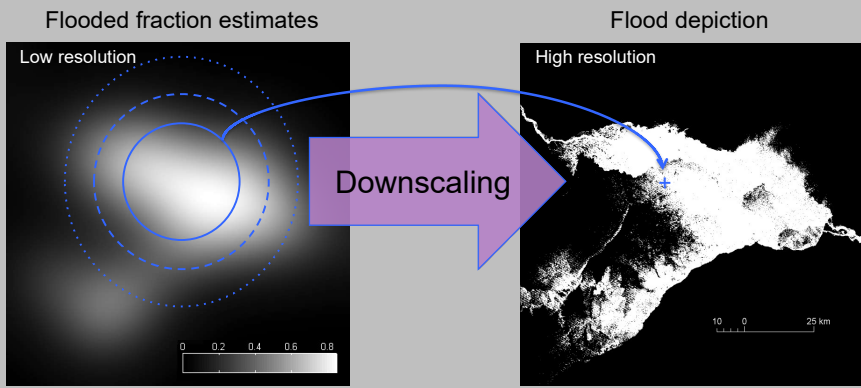 Flooded fraction estimates
Flood depiction
Low resolution
High resolution
Downscaling
10 0 25 km
0 0.2 0.4 0.6 0.8